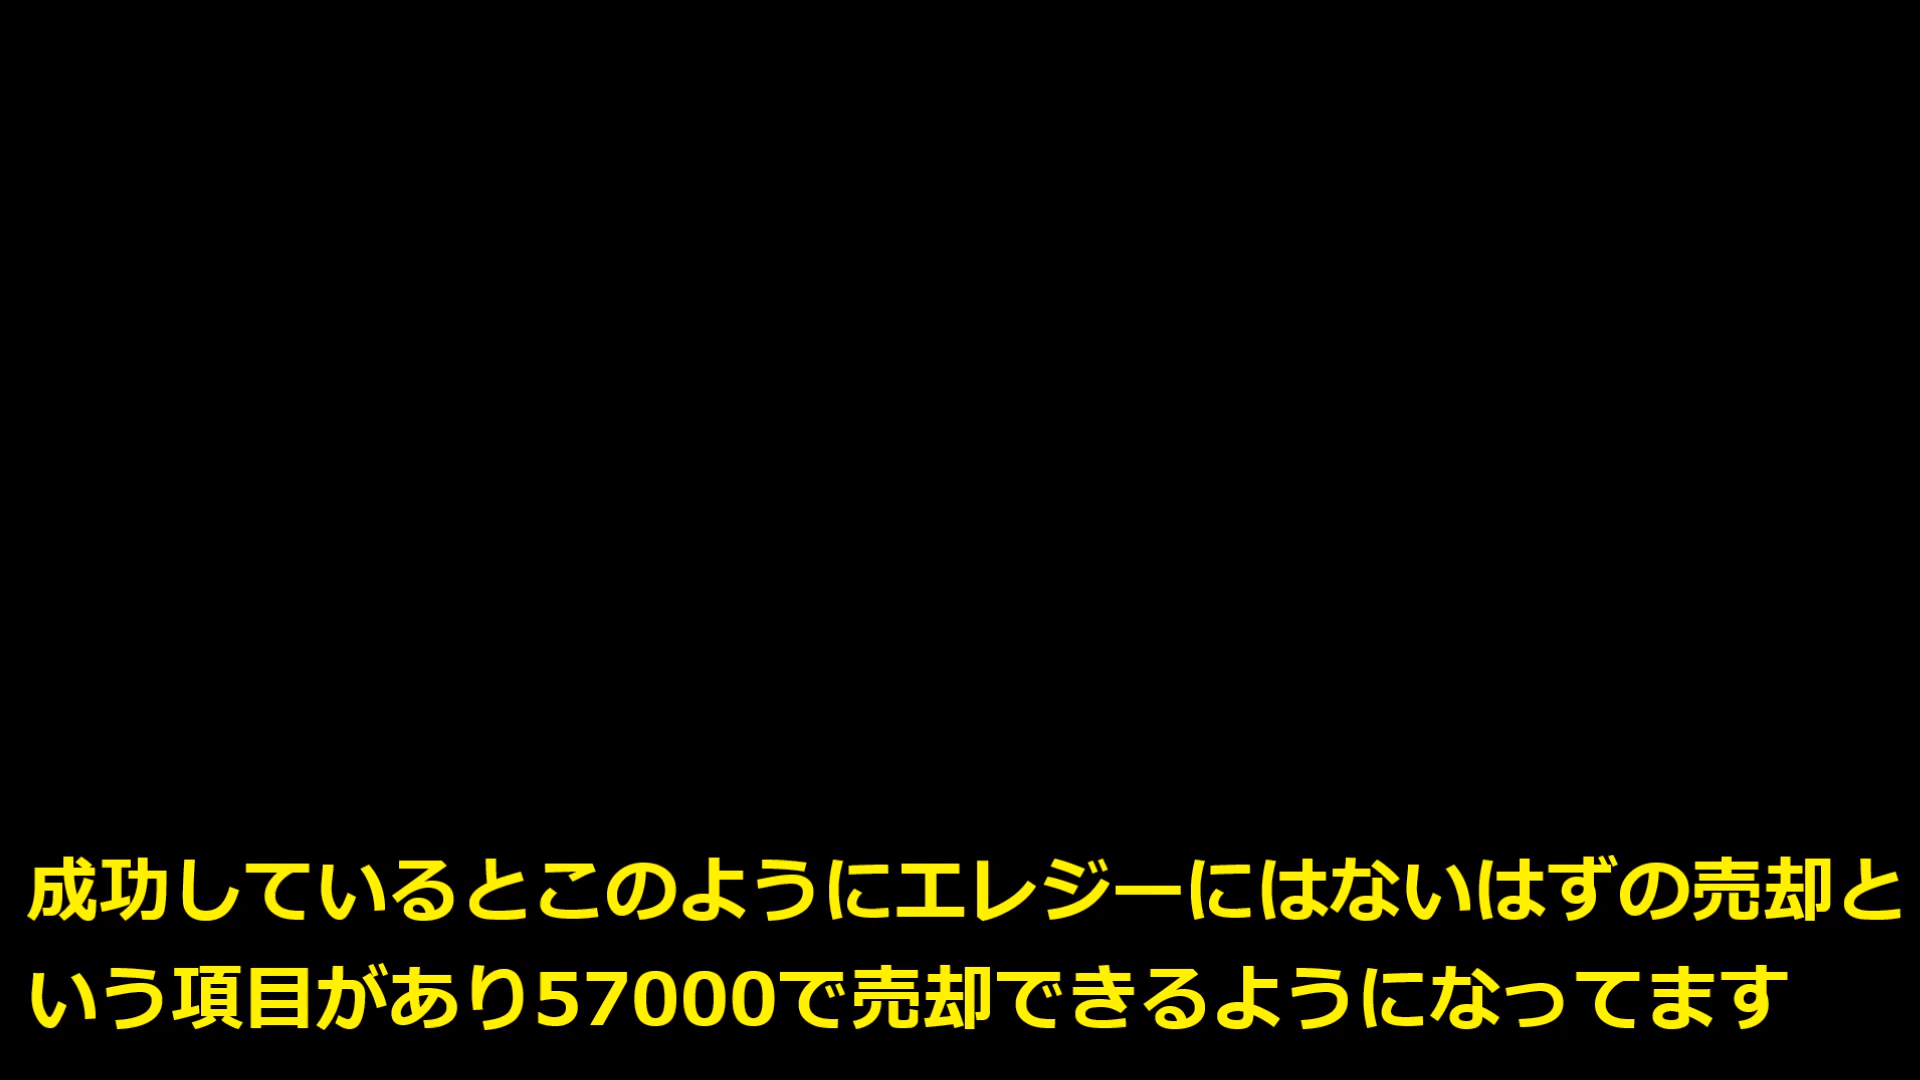 成功しているとこのようにエレジーにはないはずの売却と
いう項目があり57000で売却できるようになってます